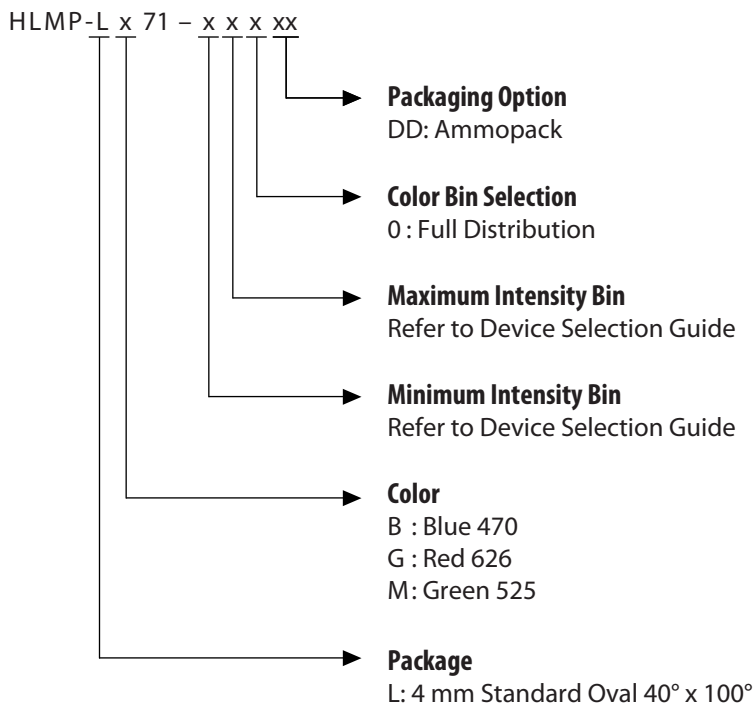 HLMP-L x 71 – x x x xx
Packaging Option
DD: Ammopack
Color Bin Selection
0 : Full Distribution
Maximum Intensity Bin
Refer to Device Selection Guide
Minimum Intensity Bin
Refer to Device Selection Guide
Color
B : Blue 470
G : Red 626
M: Green 525
Package
L: 4 mm Standard Oval 40° x 100°